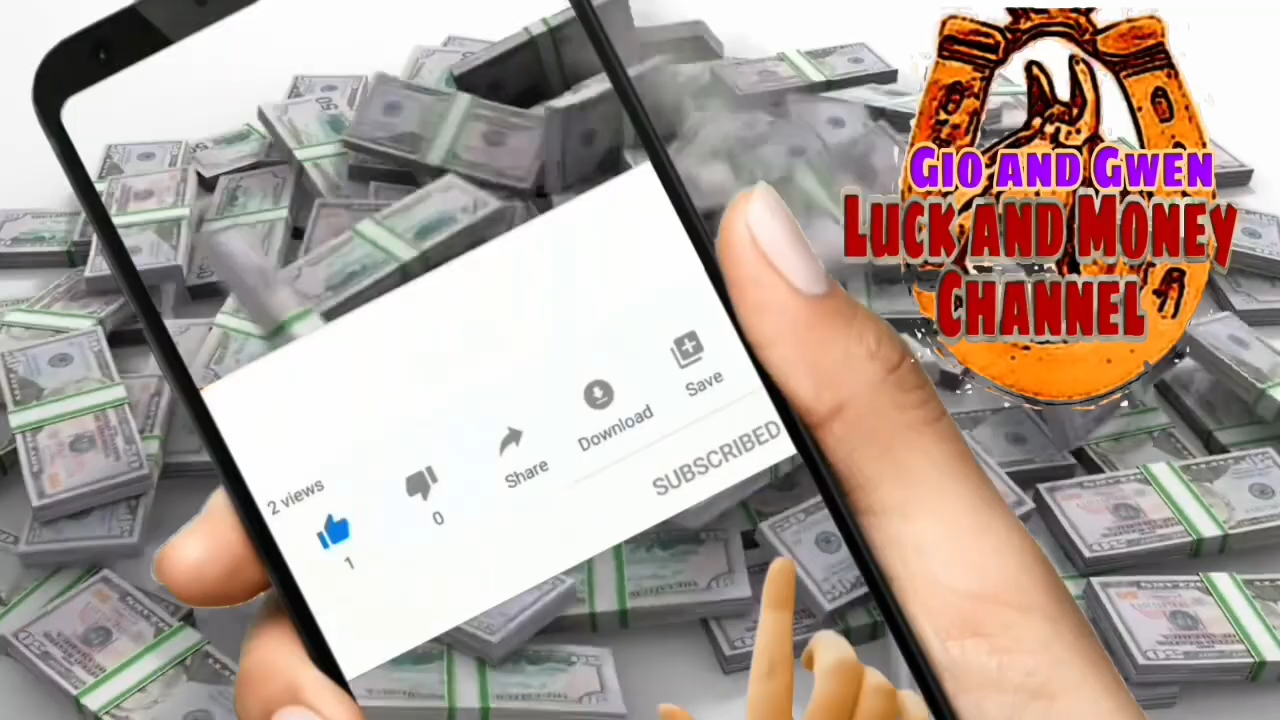 Gio and Gwen
Luck and Money
Channel
2 views
1
0
Share
Download
Save
SUBSCRIBED